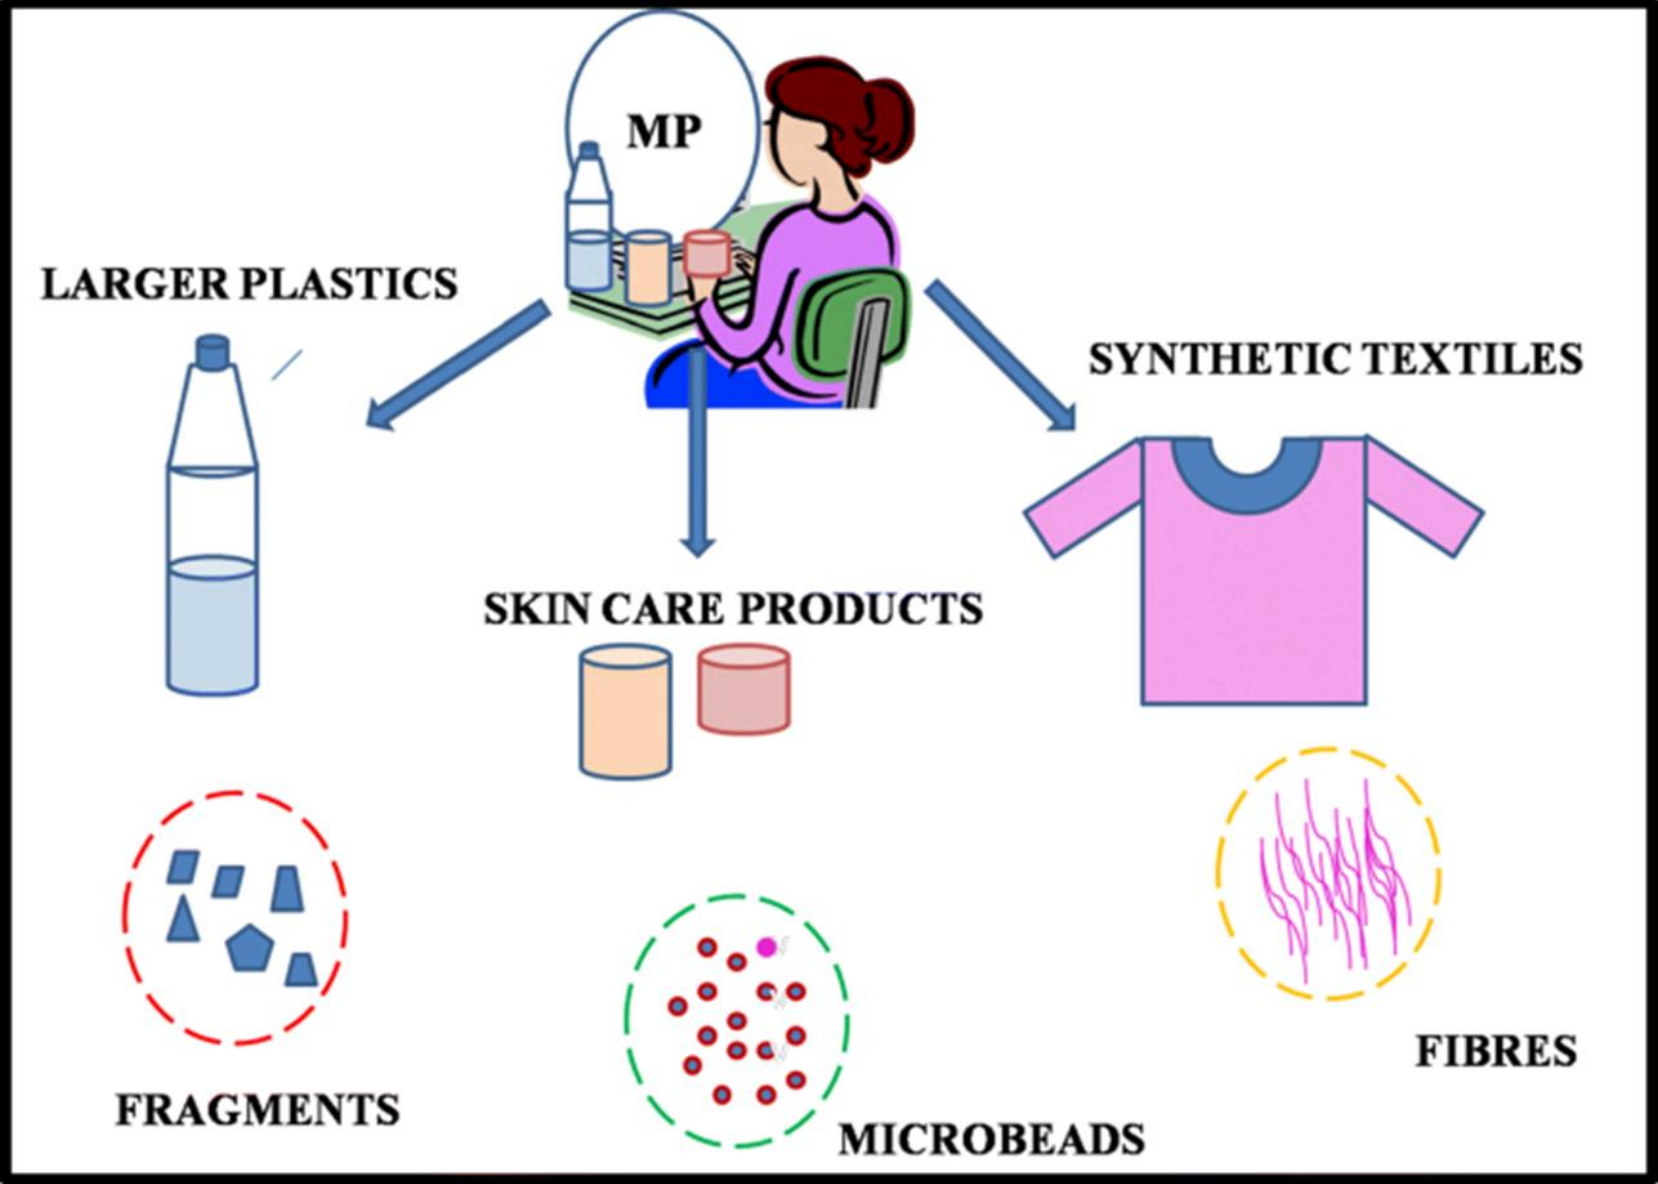 MP
LARGER PLASTICS
SYNTHETIC TEXTILES
SKIN CARE PRODUCTS
FIBRES
FRAGMENTS
MICROBEADS